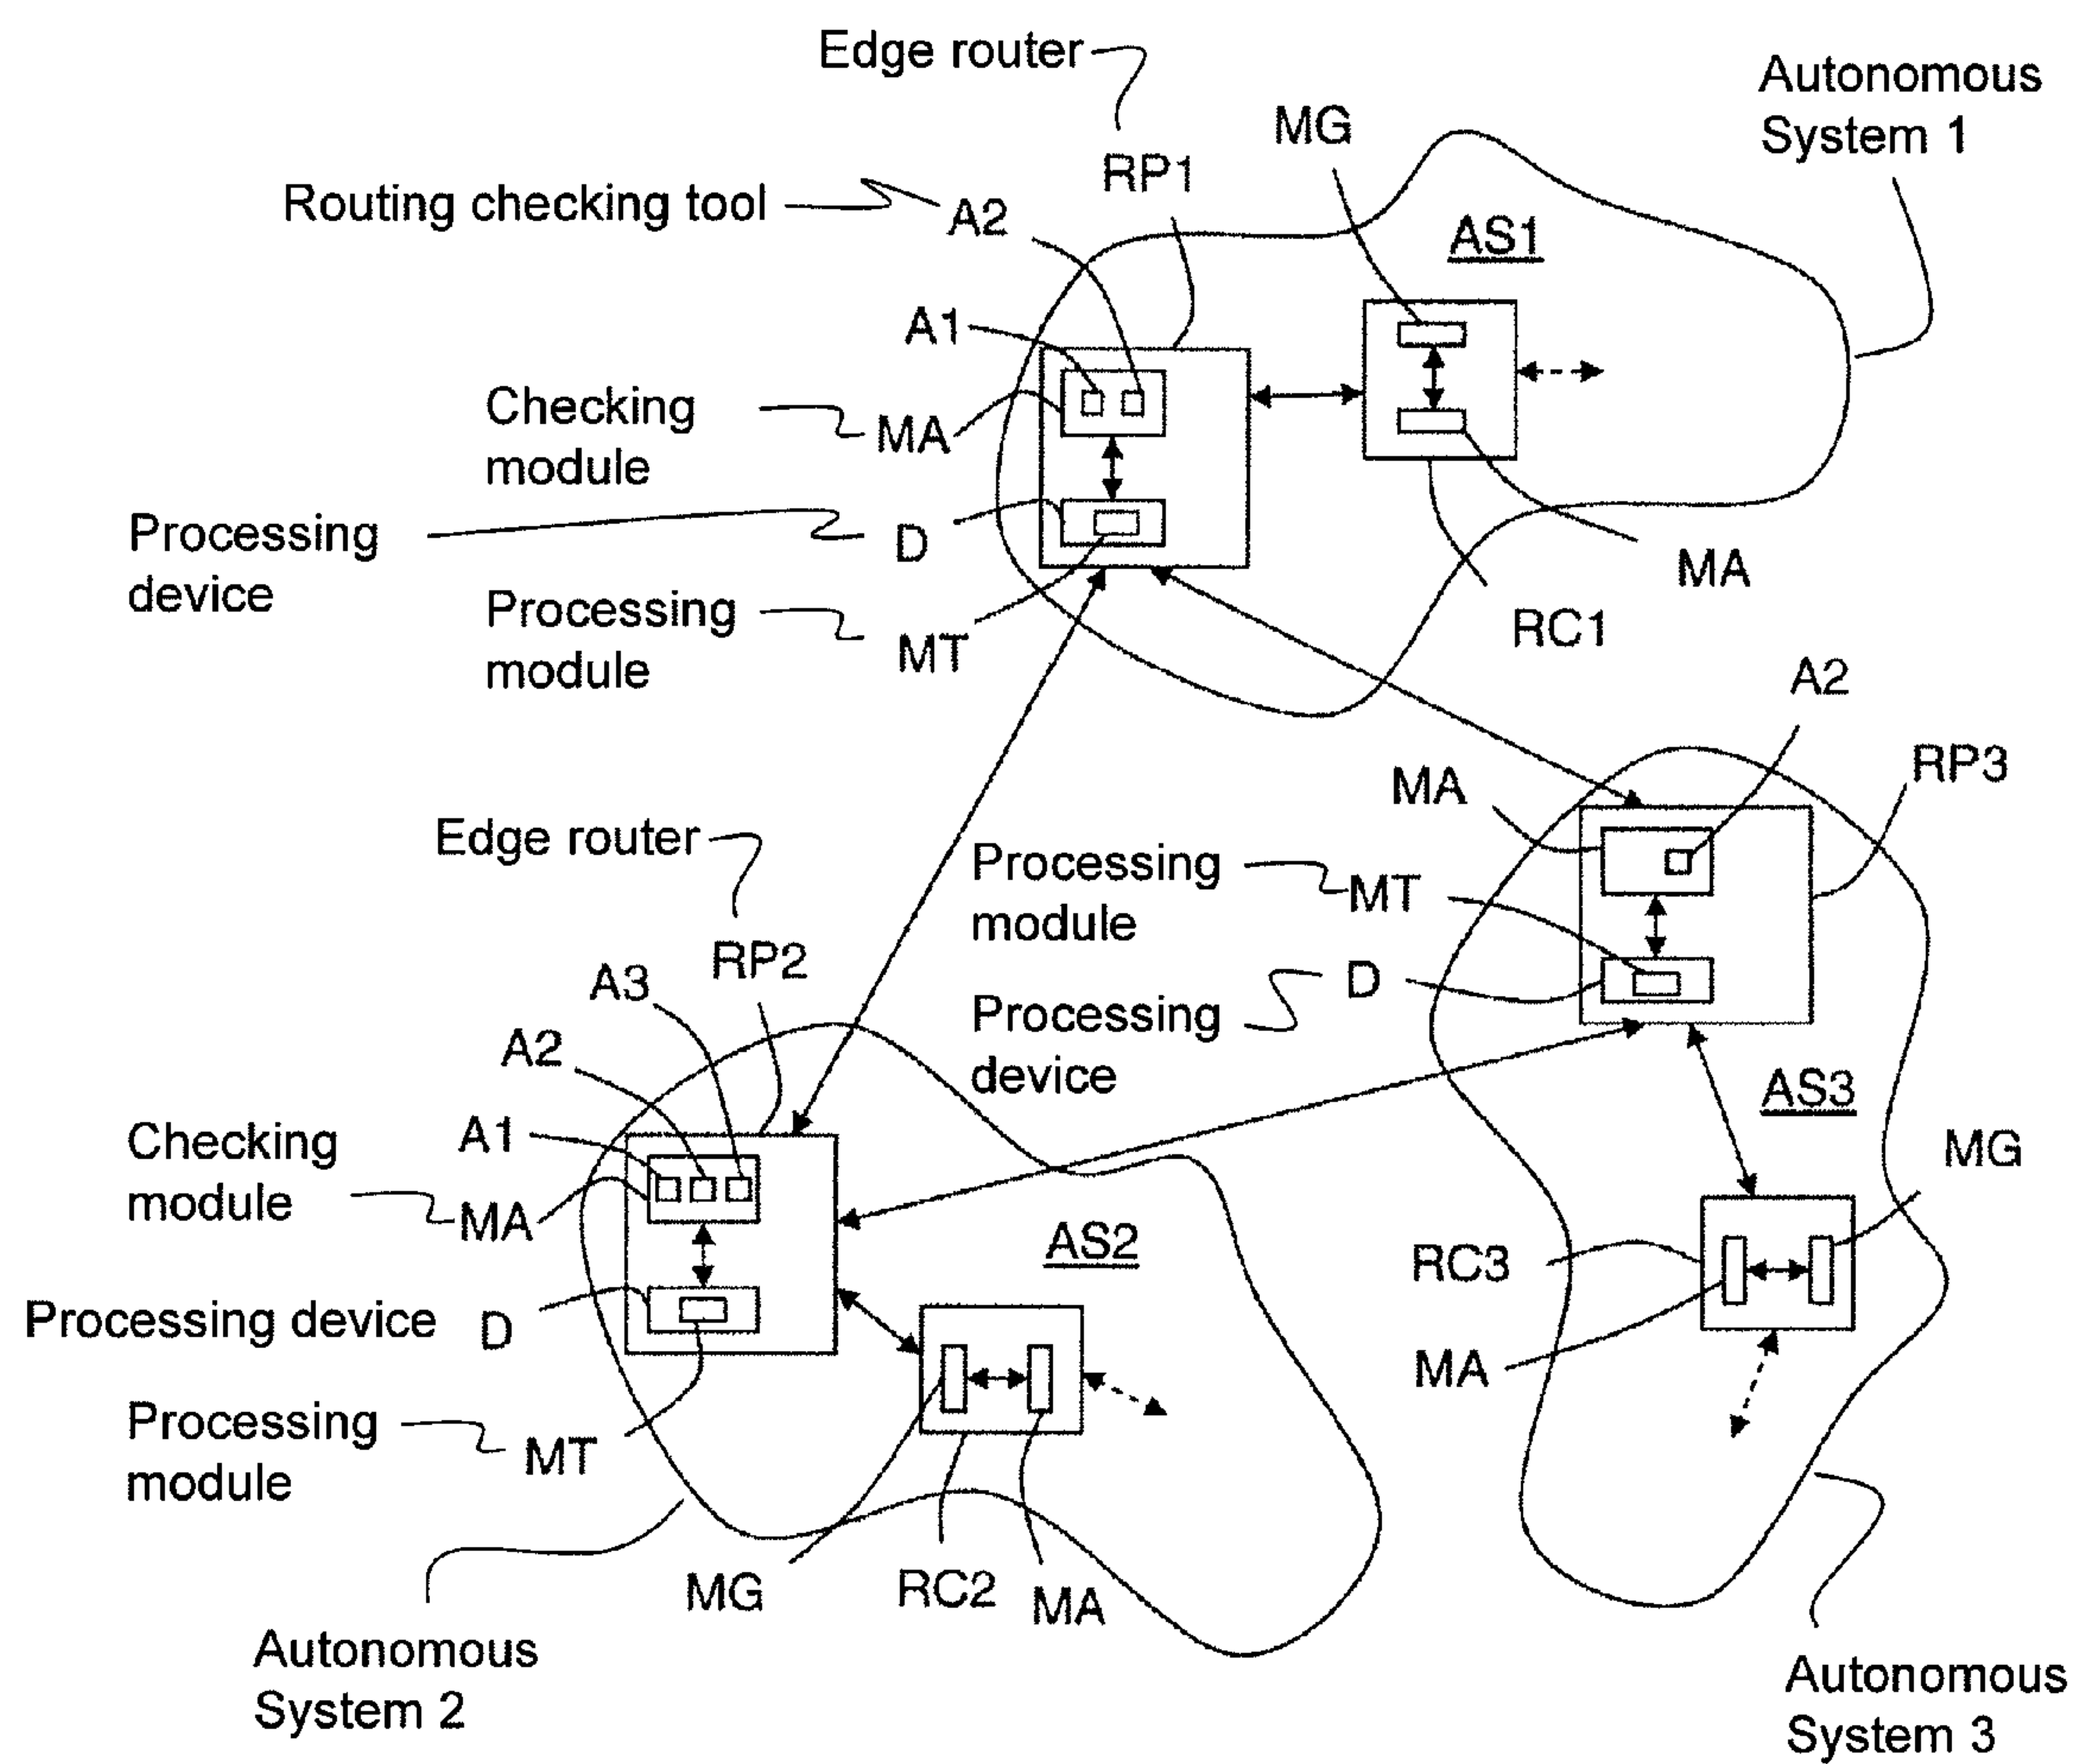 Edge router
Autonomous
System 1
MG
RP1
Routing checking tool
A2
AS1
A1
Checking
module
MA
Processing
device
D
MA
Processing
module
MT
RC1
A2
RP3
MA
Edge router
Processing
module
MT
RP2
A3
D
Processing
device
A2
AS3
A1
MG
Checking
module
MA
AS2
RC3
Processing device
D
MA
Processing
module
MT
MG
RC2
MA
Autonomous
System 2
Autonomous
System 3